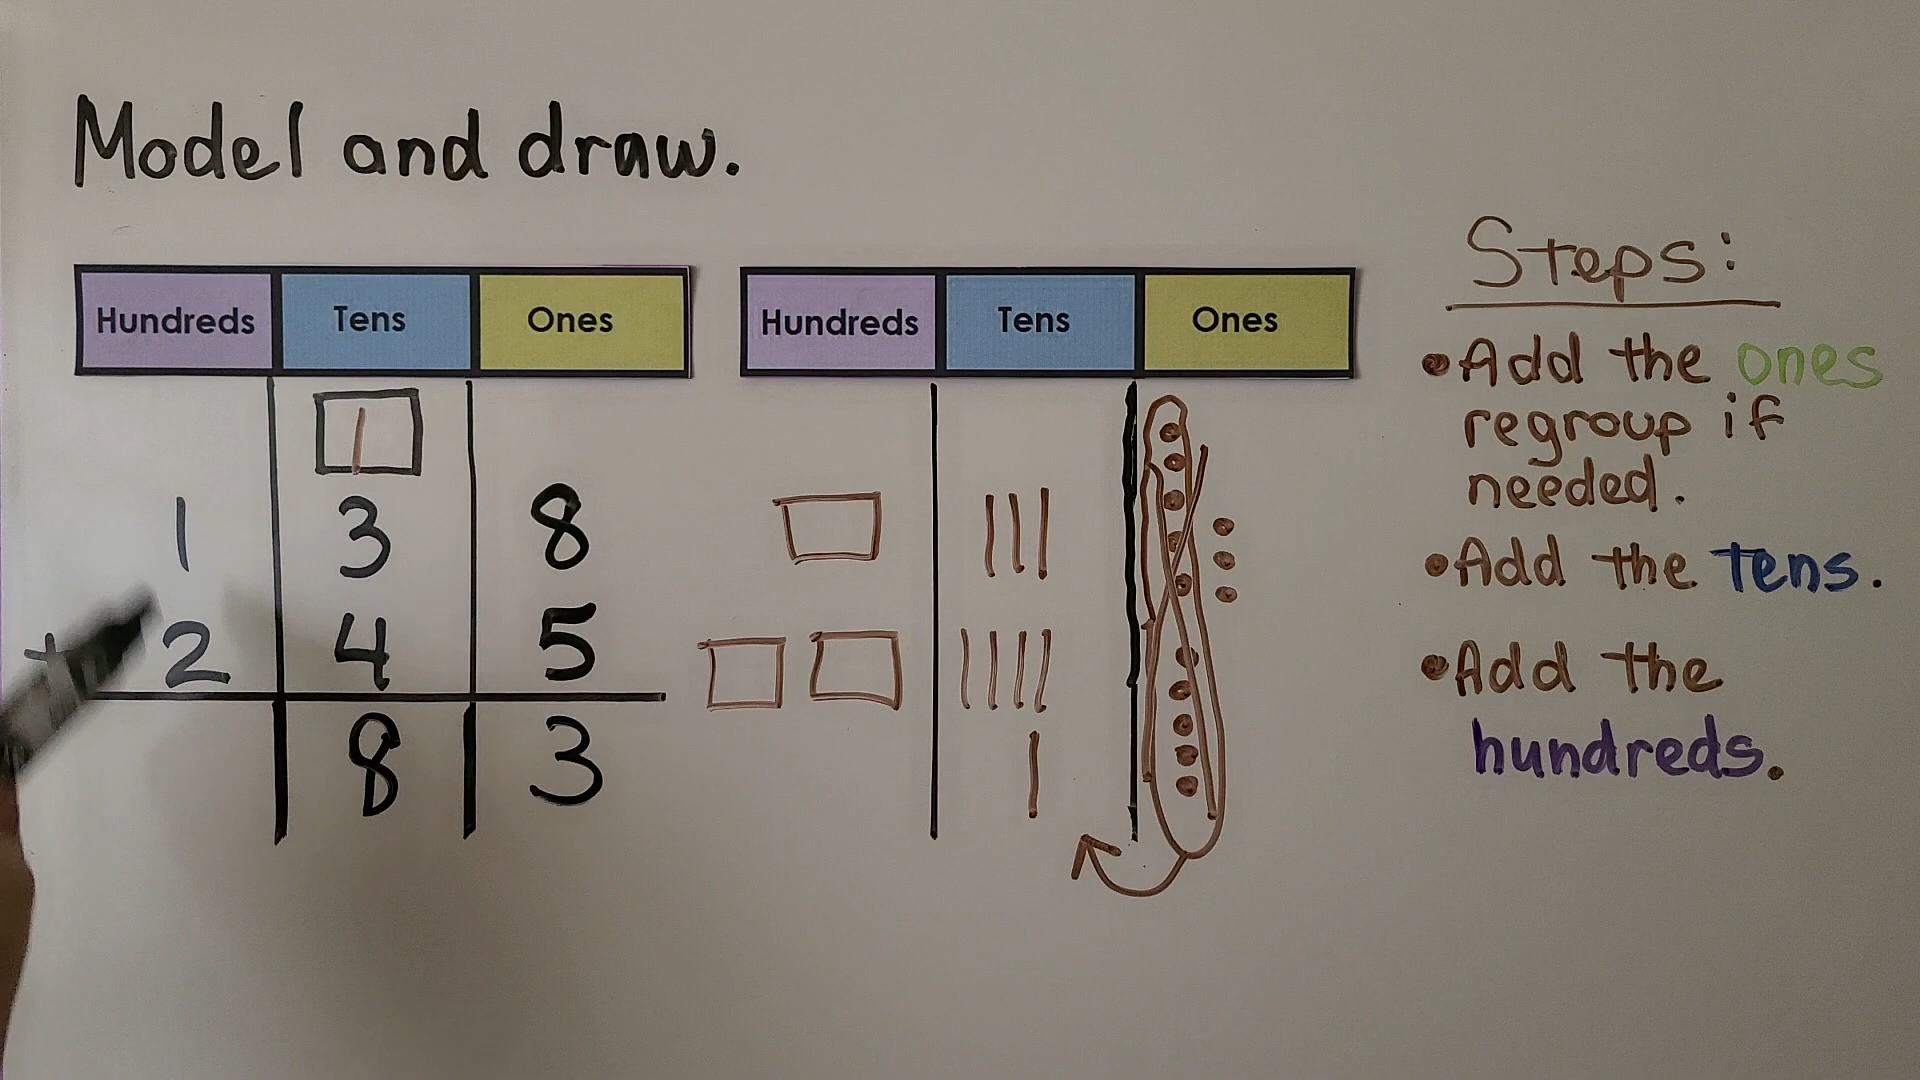 Model and draw.
Hundreds Tens Ones
1
1 3 8
+ 2 4 5
8 3
Hundreds Tens Ones
Steps:
•Add the ones
regroup if
needed.
•Add the Tens.
•Add the
hundreds.